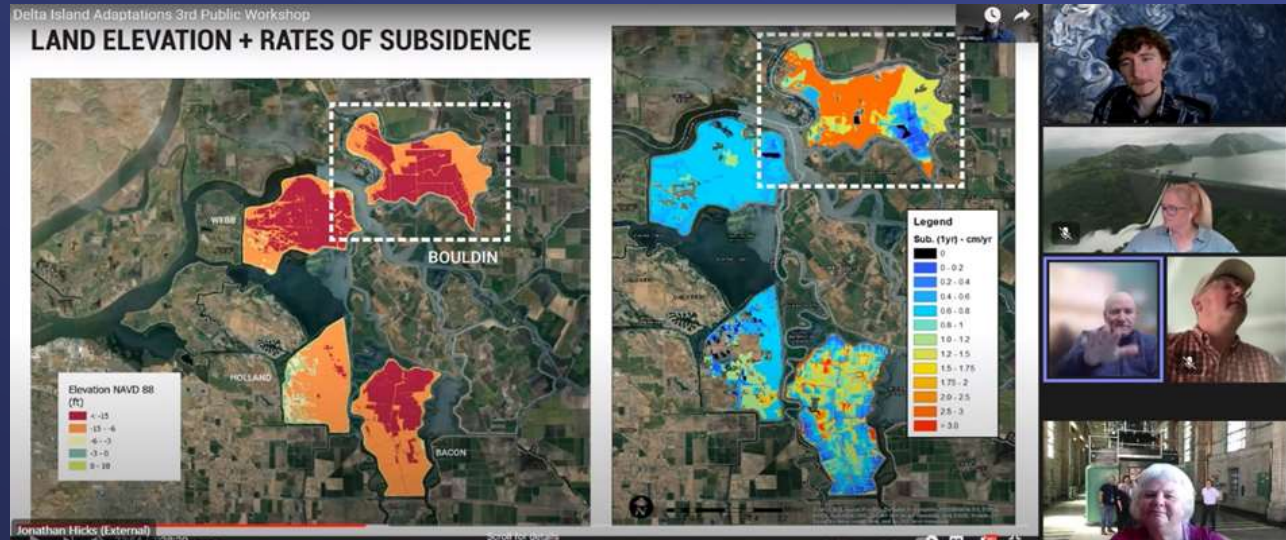 Delta Island Adaptations 3rd Public Workshop
LAND ELEVATION + RATES OF SUBSIDENCE
WEBB
BOULDIN
HOLLAND
BACON
Elevation NAVD 88
(ft)
< -15
-15 - -6
-6 - -3
-3 - 0
0 - 10
Legend
Sub. (1yr) - cm/yr
0
0 - 0.2
0.2 - 0.4
0.4 - 0.6
0.6 - 0.8
0.8 - 1
1.0 - 1.2
1.2 - 1.5
1.5 - 1.75
1.75 - 2
2.0 - 2.5
2.5 - 3
> 3.0
Jonathan Hicks (External)
Scroll for details